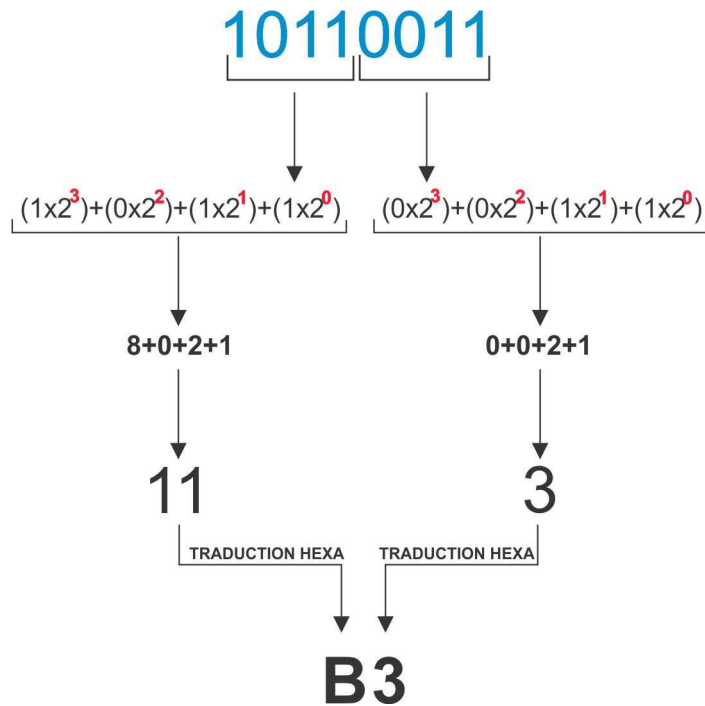 10110011
(1x2³)+(0x2²)+(1x2¹)+(1x2⁰) (0x2³)+(0x2²)+(1x2¹)+(1x2⁰)
8+0+2+1 0+0+2+1
11 3
TRADUCTION HEXA TRADUCTION HEXA
B3